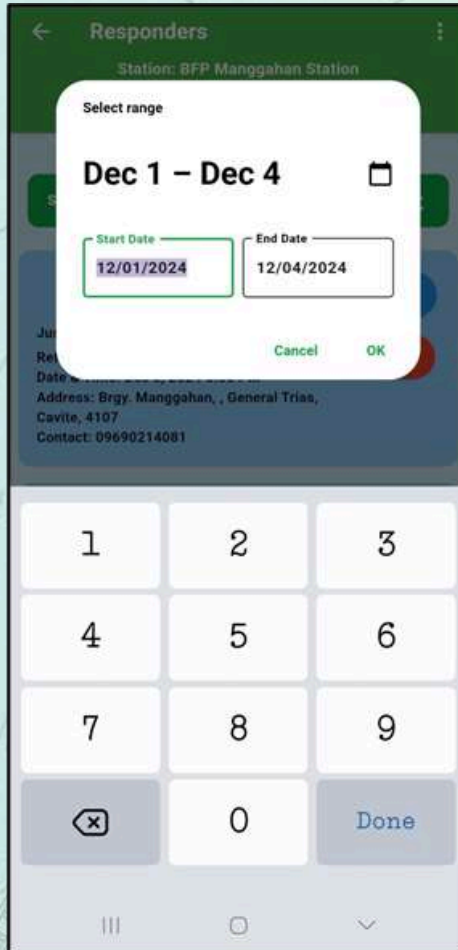 Responders
Station: BFP Manggahan Station
Select range
Dec 1 – Dec 4
Start Date
End Date
12/01/2024
12/04/2024
Cancel
OK
Address: Brgy. Manggahan, , General Trias,
Cavite, 4107
Contact: 09690214081
1 2 3
4 5 6
7 8 9
0 Done